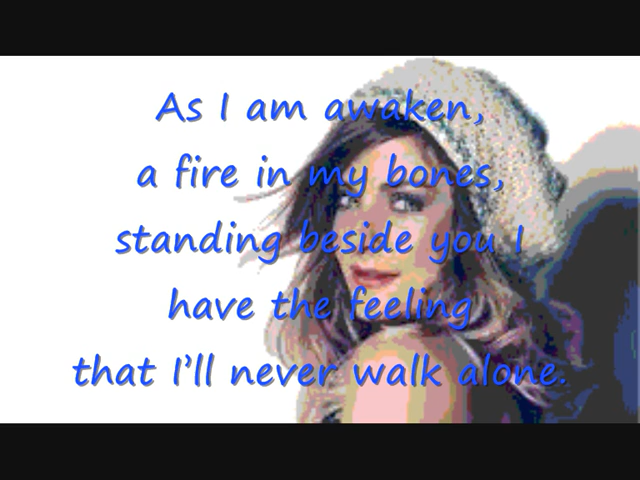 As I am awaken,
a fire in my bones,
standing beside you I
have the feeling
that I'll never walk alone.